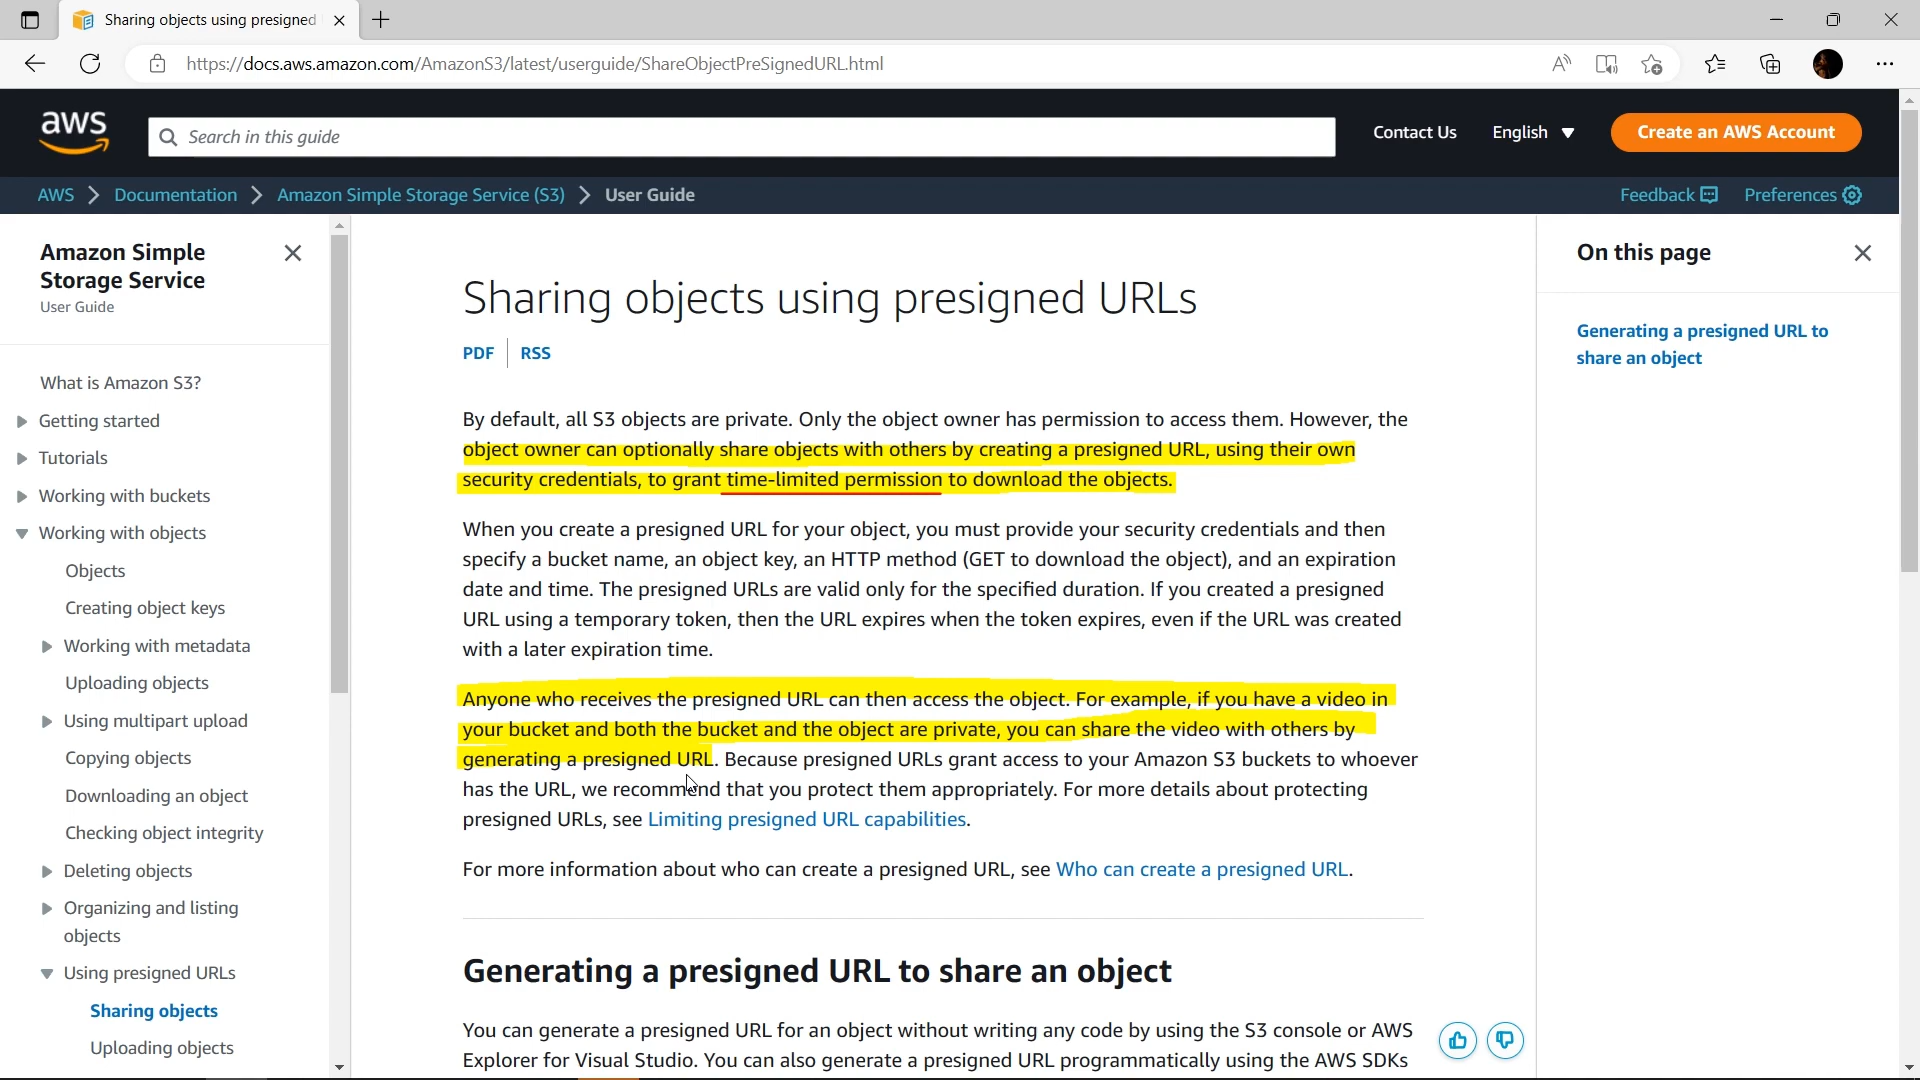 Sharing objects using presigned
https://docs.aws.amazon.com/AmazonS3/latest/userguide/ShareObjectPreSignedURL.html
aws
Search in this guide
Contact Us
English
Create an AWS Account
AWS
Documentation
Amazon Simple Storage Service (S3)
User Guide
Feedback
Preferences
Amazon Simple
Storage Service
User Guide
What is Amazon S3?
Getting started
Tutorials
Working with buckets
Working with objects
Objects
Creating object keys
Working with metadata
Uploading objects
Using multipart upload
Copying objects
Downloading an object
Checking object integrity
Deleting objects
Organizing and listing
objects
Using presigned URLs
Sharing objects
Uploading objects
Sharing objects using presigned URLs
PDF
RSS
By default, all S3 objects are private. Only the object owner has permission to access them. However, the
object owner can optionally share objects with others by creating a presigned URL, using their own
security credentials, to grant time-limited permission to download the objects.
When you create a presigned URL for your object, you must provide your security credentials and then
specify a bucket name, an object key, an HTTP method (GET to download the object), and an expiration
date and time. The presigned URLs are valid only for the specified duration. If you created a presigned
URL using a temporary token, then the URL expires when the token expires, even if the URL was created
with a later expiration time.
Anyone who receives the presigned URL can then access the object. For example, if you have a video in
your bucket and both the bucket and the object are private, you can share the video with others by
generating a presigned URL. Because presigned URLs grant access to your Amazon S3 buckets to whoever
has the URL, we recommend that you protect them appropriately. For more details about protecting
presigned URLs, see Limiting presigned URL capabilities.
For more information about who can create a presigned URL, see Who can create a presigned URL.
Generating a presigned URL to share an object
You can generate a presigned URL for an object without writing any code by using the S3 console or AWS
Explorer for Visual Studio. You can also generate a presigned URL programmatically using the AWS SDKs
On this page
Generating a presigned URL to
share an object